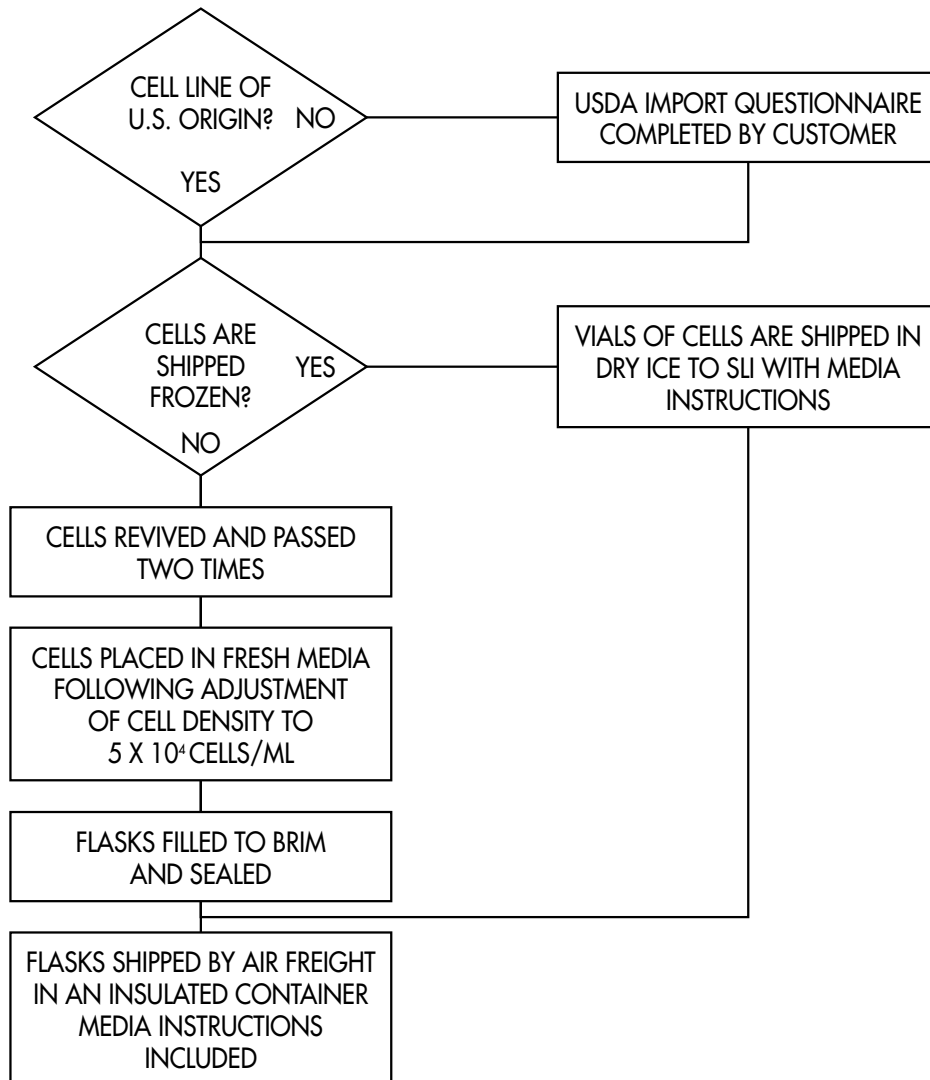 CELL LINE OF
U.S. ORIGIN?
NO
YES
USDA IMPORT QUESTIONNAIRE
COMPLETED BY CUSTOMER
CELLS ARE
SHIPPED
FROZEN?
YES
NO
VIALS OF CELLS ARE SHIPPED IN
DRY ICE TO SLI WITH MEDIA
INSTRUCTIONS
CELLS REVIVED AND PASSED
TWO TIMES
CELLS PLACED IN FRESH MEDIA
FOLLOWING ADJUSTMENT
OF CELL DENSITY TO
5 X 10⁴ CELLS/ML
FLASKS FILLED TO BRIM
AND SEALED
FLASKS SHIPPED BY AIR FREIGHT
IN AN INSULATED CONTAINER
MEDIA INSTRUCTIONS
INCLUDED